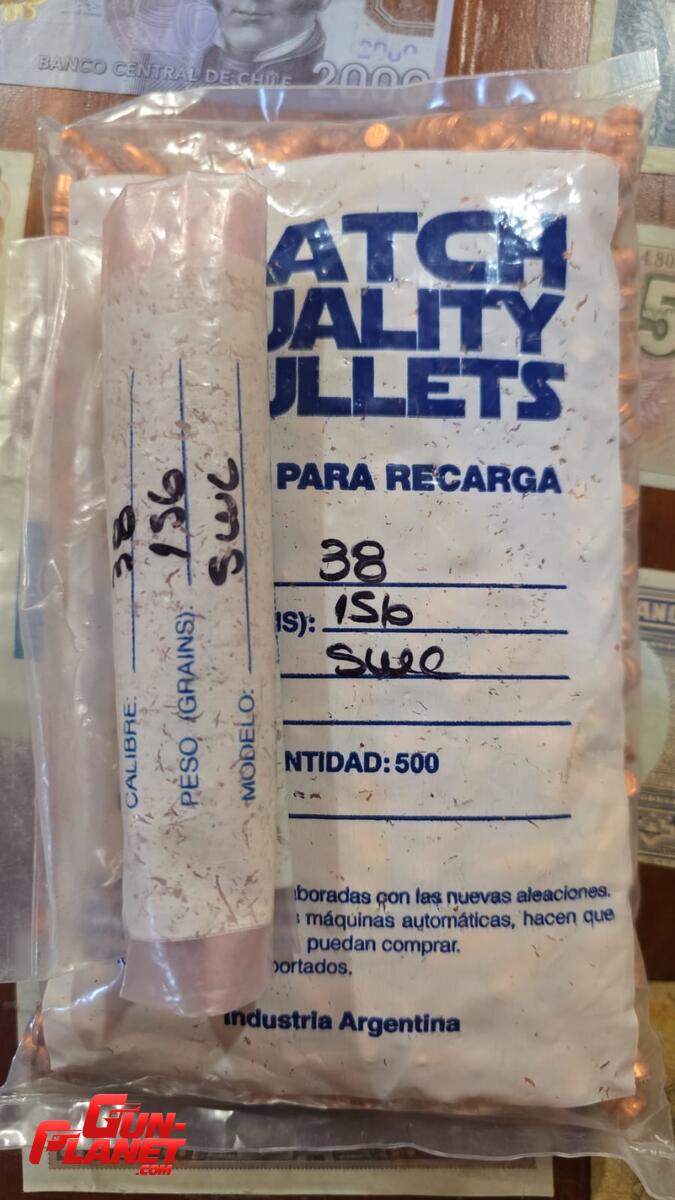 BANCO CENTRAL DE CHILE 2000
ATCH
UALITY
ULLETS
PARA RECARGA
38
IS): 156
SWC
NTIDAD: 500
boradas con las nuevas aleaciones.
s máquinas automáticas, hacen que
puedan comprar.
portados.
Industria Argentina
CALIBRE: 38
PESO (GRAINS): 156
MODELO: SWC
5
GUN-
PLANET
.COM